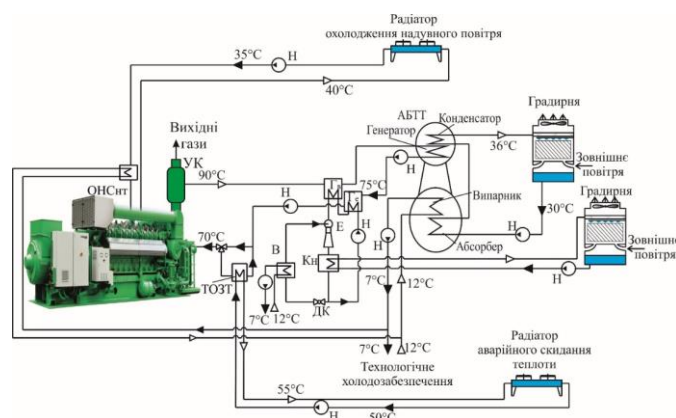 Радіатор
охолодження надувного повітря
35°C
Н
40°C
Вихідні
гази
УК
90°C
ОНСнт
АБТТ
Конденсатор
Генератор
36°C
Градирня
Зовнішнє
повітря
75°C
Н
Н
30°C
Градирня
Випарник
Абсорбер
Н
Н
Н
Зовнішнє
повітря
Н
70°C
Е
В
Кн
ТОЗТ
ДК
7°C
12°C
7°C
12°C
7°C
12°C
Технологічне
холодозабезпечення
Радіатор
аварійного скидання
теплоти
55°C
Н
50°C